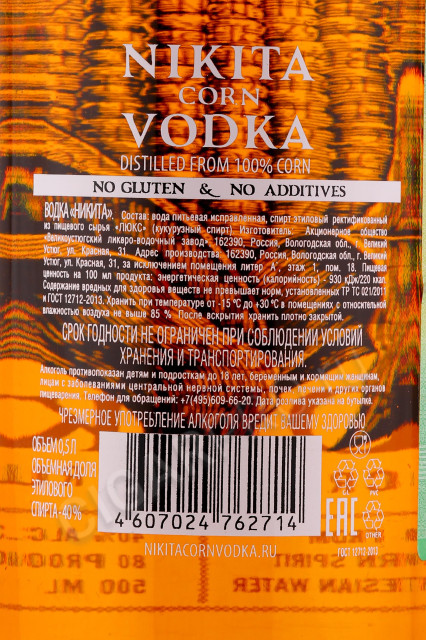 NIKITA
CORN
VODKA
DISTILLED FROM 100% CORN
NO GLUTEN & NO ADDITIVES
ВОДКА «НИКИТА». Состав: вода питьевая исправленная, спирт этиловый ректификованный
из пищевого сырья «ЛЮКС» (кукурузный спирт) Изготовитель: Акционерное общество
«Великоустюгский ликеро-водочный завод» 162390, Россия, Вологодская обл., г. Великий
Устюг, ул. Красная, 31. Адрес производства: 162390, Россия, Вологодская обл., г. Великий
Устюг, ул. Красная, 31, за исключением помещения литер А', этаж 1, пом. 18. Пищевая
ценность на 100 мл продукта: энергетическая ценность (калорийность) - 930 кДж/220 ккал
Содержание вредных для здоровья веществ не превышает норм, установленных ТР ТС 021/2011
и ГОСТ 12712-2013. Хранить при температуре от -15 °С до +30 °С в помещениях с относительной
влажностью воздуха не выше 85 %. После вскрытия хранить плотно закрытой.
СРОК ГОДНОСТИ НЕ ОГРАНИЧЕН ПРИ СОБЛЮДЕНИИ УСЛОВИЙ
ХРАНЕНИЯ И ТРАНСПОРТИРОВАНИЯ.
Алкоголь противопоказан детям и подросткам до 18 лет, беременным и кормящим женщинам,
лицам с заболеваниями центральной нервной системы, почек, печени и других органов
пищеварения. Телефон для обращений: +7(495)609-66-20. Дата розлива указана на бутылке.
ЧРЕЗМЕРНОЕ УПОТРЕБЛЕНИЕ АЛКОГОЛЯ ВРЕДИТ ВАШЕМУ ЗДОРОВЬЮ
ОБЪЕМ 0,5 Л
ОБЪЕМНАЯ ДОЛЯ
ЭТИЛОВОГО
СПИРТА - 40 %
4 607024 762714
EAC
OTHER
ГОСТ 12712-2013
NIKITACORNVODKA.RU
80 PROOF
500 ML